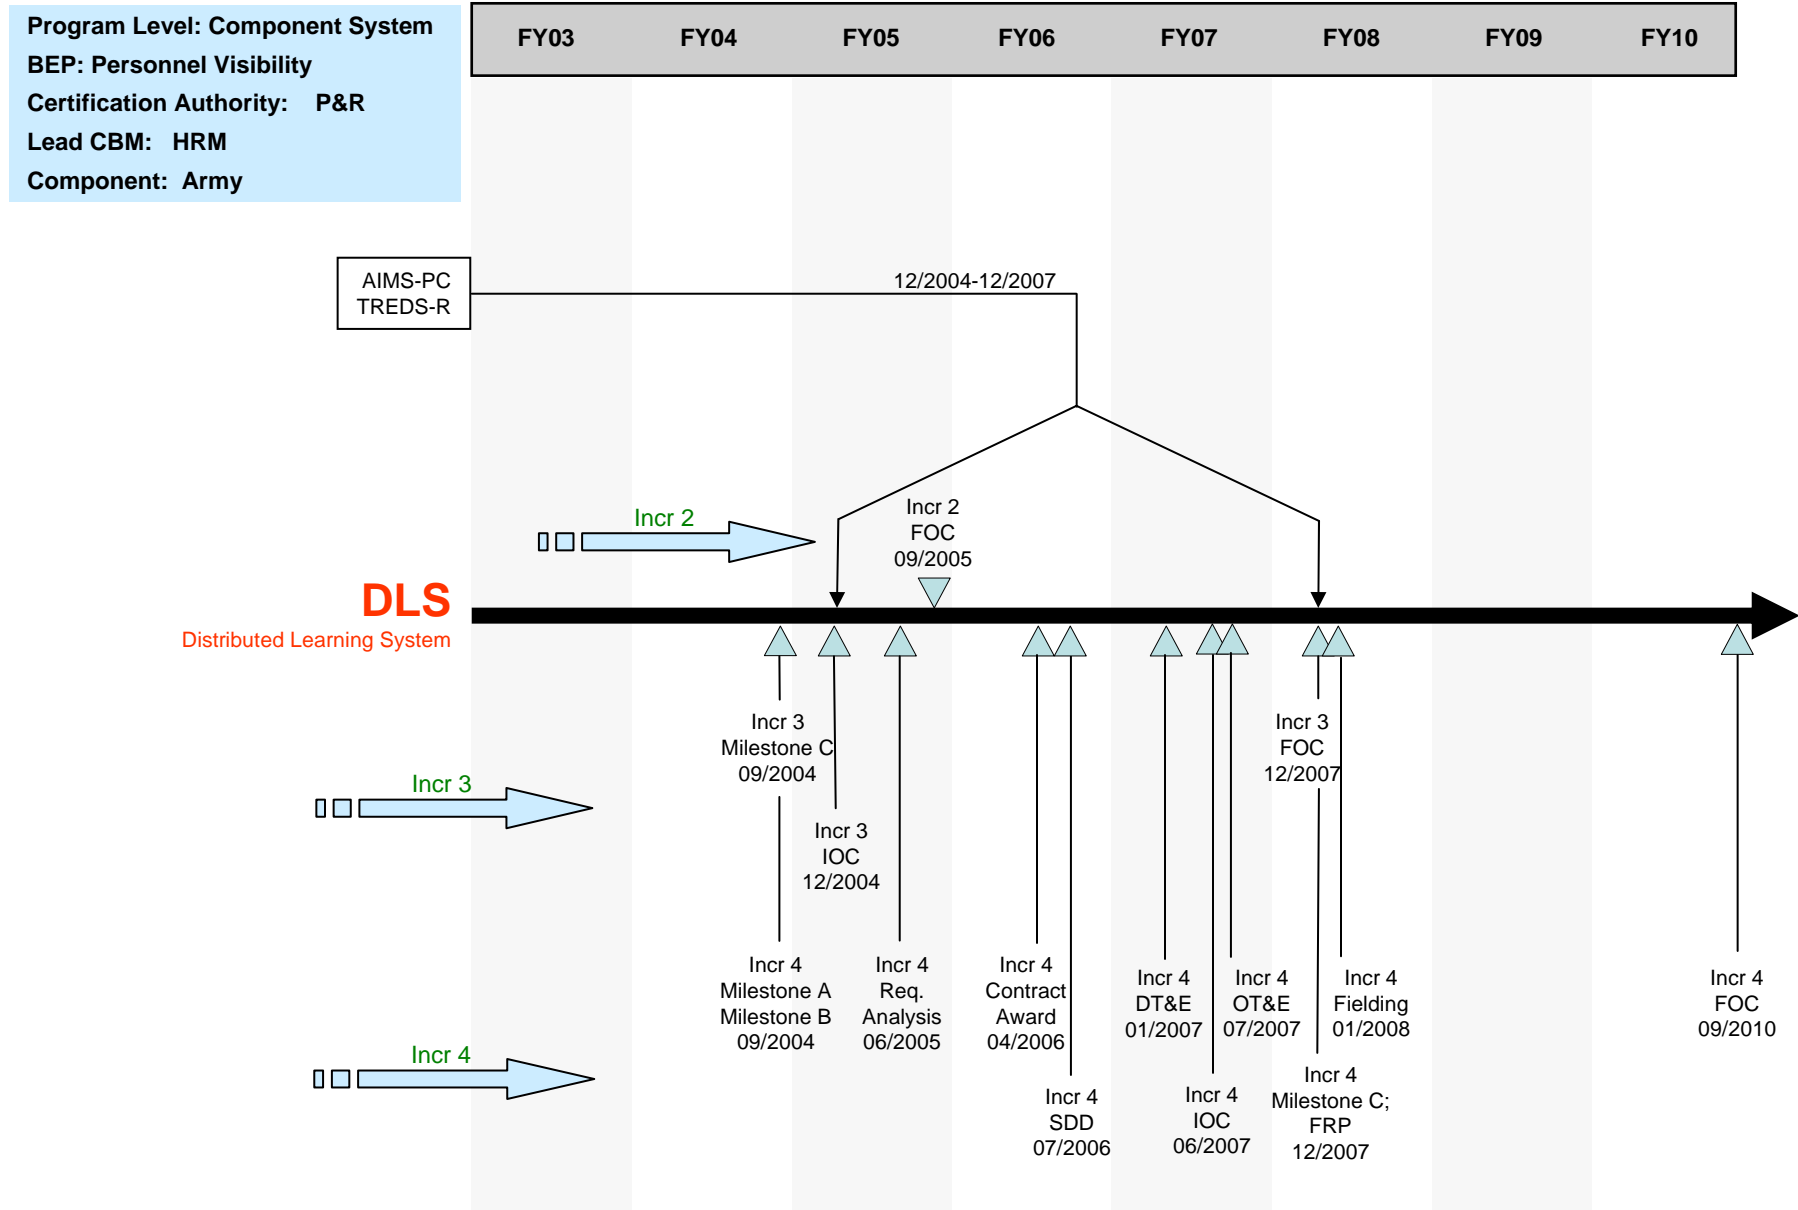 Program Level: Component System
BEP: Personnel Visibility
Certification Authority: P&R
Lead CBM: HRM
Component: Army
FY03 FY04 FY05 FY06 FY07 FY08 FY09 FY10
AIMS-PC
TREDS-R
12/2004-12/2007
Incr 2
Incr 2
FOC
09/2005
DLS
Distributed Learning System
Incr 3
Milestone C
09/2004
Incr 3
FOC
12/2007
Incr 3
Incr 3
IOC
12/2004
Incr 4
Milestone A
Milestone B
09/2004
Incr 4
Req.
Analysis
06/2005
Incr 4
Contract
Award
04/2006
Incr 4
DT&E
01/2007
Incr 4
OT&E
07/2007
Incr 4
Fielding
01/2008
Incr 4
FOC
09/2010
Incr 4
Incr 4
SDD
07/2006
Incr 4
IOC
06/2007
Incr 4
Milestone C;
FRP
12/2007